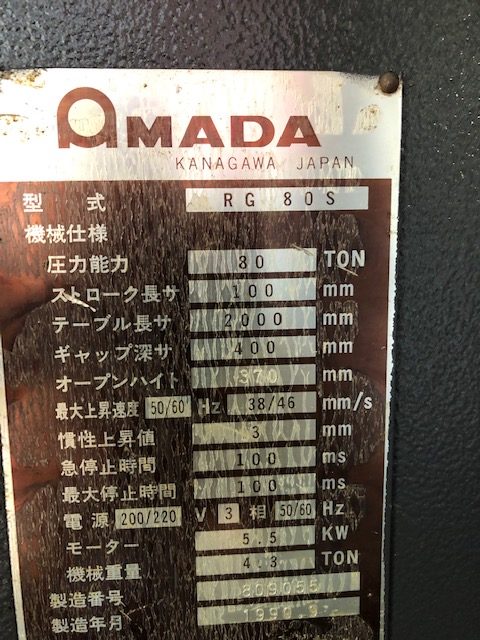 AMADA
KANAGAWA JAPAN
型式 RG 80S
機械仕様
圧力能力 80 TON
ストローク長サ 100 mm
テーブル長サ 2000 mm
ギャップ深サ 400 mm
オープンハイト 370 mm
最大上昇速度 50/60 Hz 38/46 mm/s
慣性上昇値 3 mm
急停止時間 100 ms
最大停止時間 100 ms
電源 200/220 V 3 相 50/60 Hz
モーター 5.5 KW
機械重量 4.3 TON
製造番号 809055
製造年月